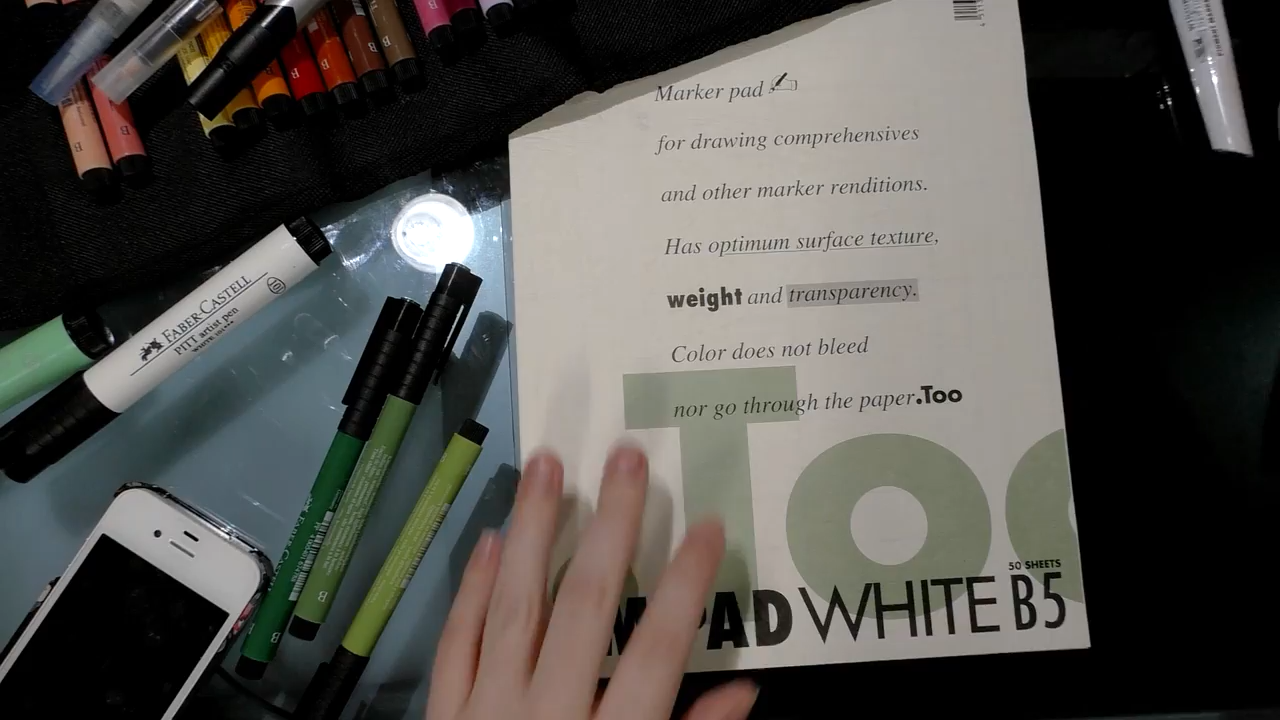 Marker pad
for drawing comprehensives
and other marker renditions.
Has optimum surface texture,
weight and transparency.
Color does not bleed
nor go through the paper.Too
Too
50 SHEETS
PAD WHITE B5
FABER-CASTELL
PITT artist pen
B
B
B
B
B
B